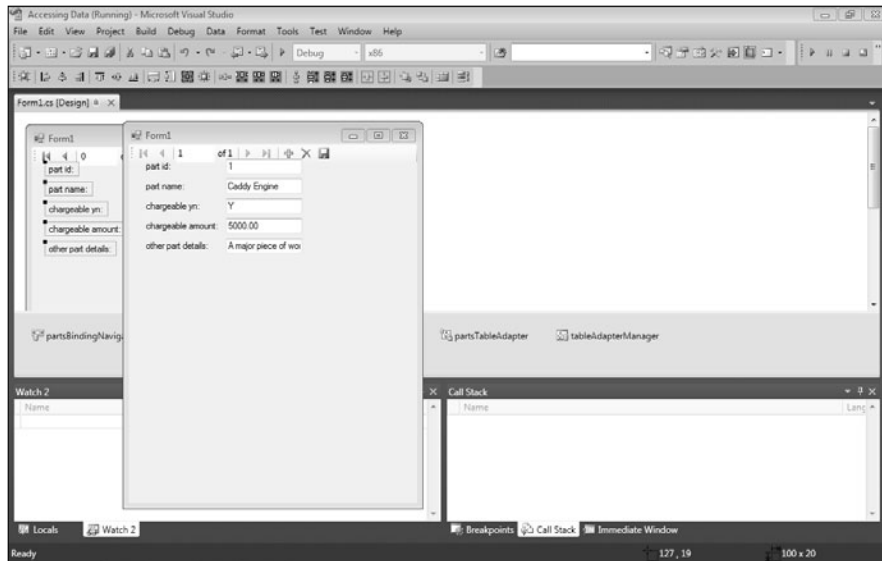 Accessing Data (Running) - Microsoft Visual Studio
File Edit View Project Build Debug Data Format Tools Test Window Help
Debug x86
Form1.cs [Design]
Form1
0
part id:
part name:
chargeable yn:
chargeable amount:
other part details:
Form1
1 of 1
part id: 1
part name: Caddy Engine
chargeable yn: Y
chargeable amount: 5000.00
other part details: A major piece of wor
partsBindingNaviga partsTableAdapter tableAdapterManager
Watch 2 Call Stack
Name Name Lang
Locals Watch 2 Breakpoints Call Stack Immediate Window
Ready 127 , 19 100 x 20